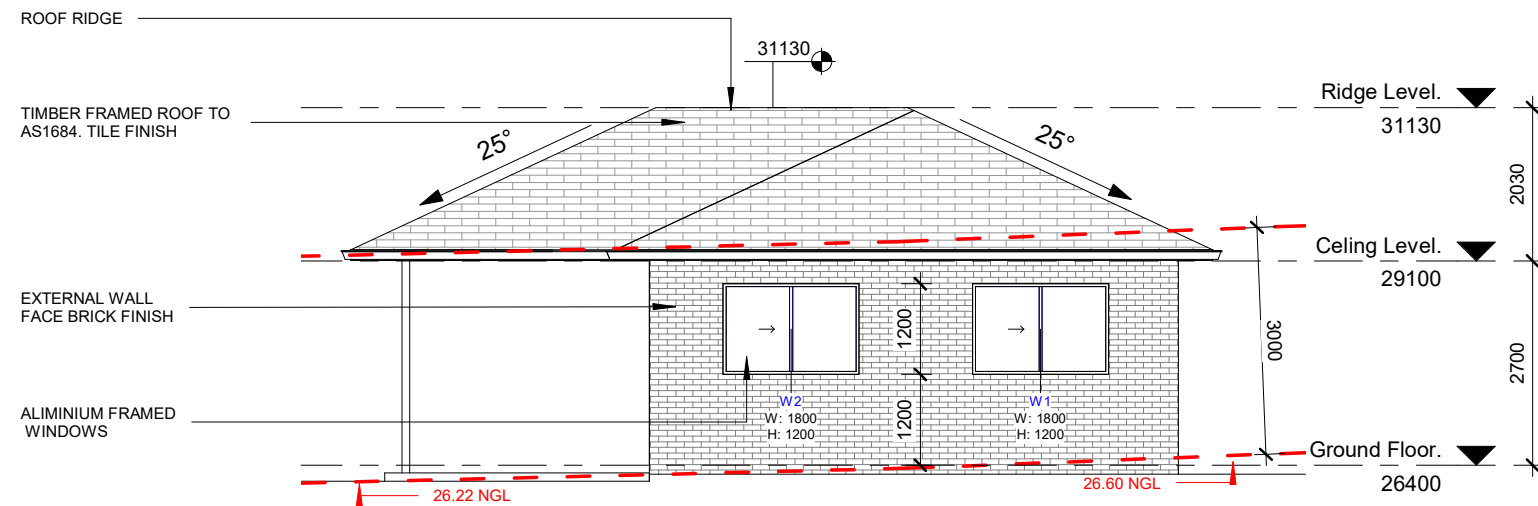 ROOF RIDGE
31130
Ridge Level.
31130
TIMBER FRAMED ROOF TO
AS1684. TILE FINISH
25°
25°
2030
Celing Level.
29100
EXTERNAL WALL
FACE BRICK FINISH
1200
3000
2700
ALIMINIUM FRAMED
WINDOWS
W2
W: 1800
H: 1200
1200
W1
W: 1800
H: 1200
Ground Floor.
26400
26.22 NGL
26.60 NGL